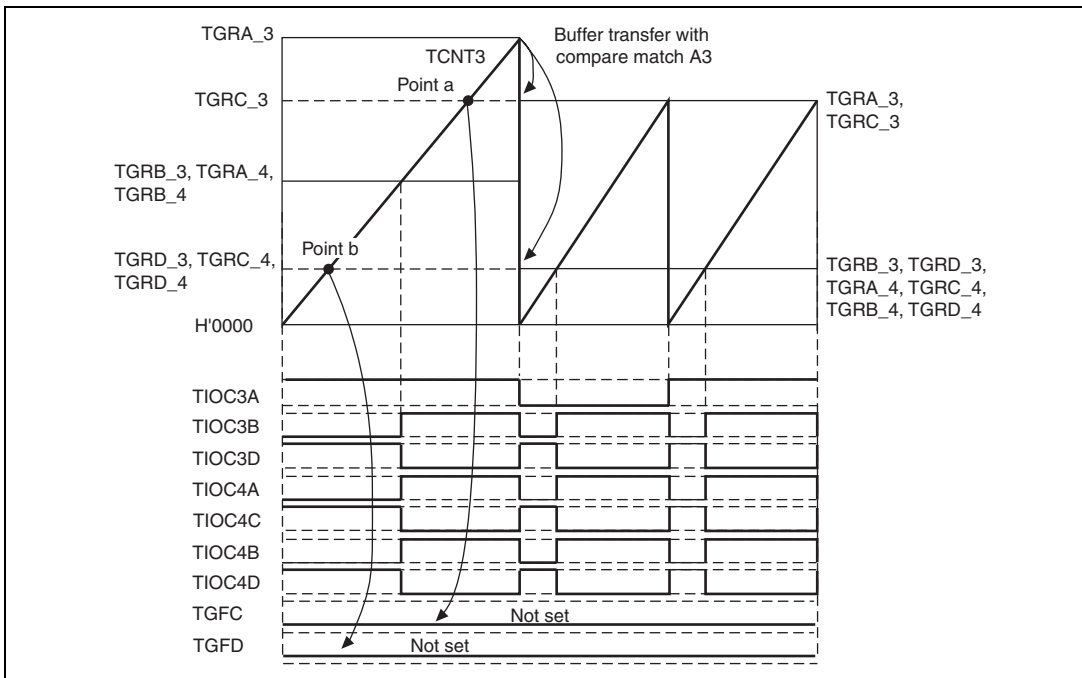 TGRA_3
TCNT3
Buffer transfer with
compare match A3
Point a
TGRC_3
TGRA_3,
TGRC_3
TGRB_3, TGRA_4,
TGRB_4
Point b
TGRD_3, TGRC_4,
TGRD_4
TGRB_3, TGRD_3,
TGRA_4, TGRC_4,
TGRB_4, TGRD_4
H'0000
TIOC3A
TIOC3B
TIOC3D
TIOC4A
TIOC4C
TIOC4B
TIOC4D
TGFC
Not set
TGFD
Not set